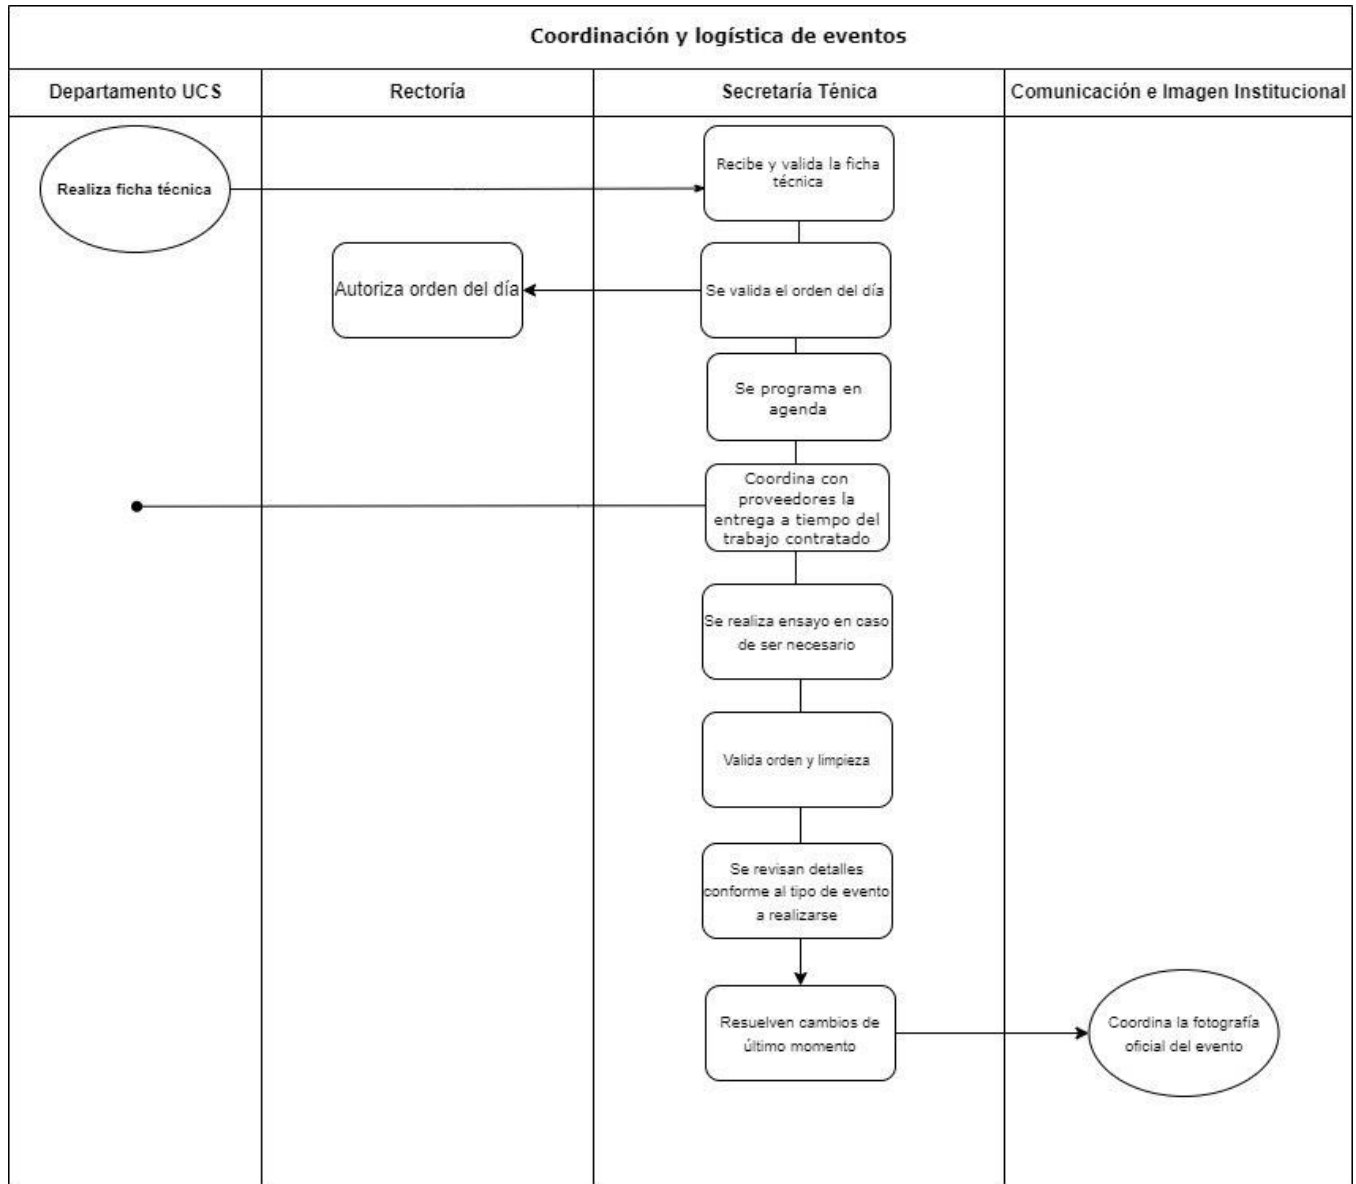 Coordinación y logística de eventos
Departamento UCS
Rectoría
Secretaría Ténica
Comunicación e Imagen Institucional
Realiza ficha técnica
Recibe y valida la ficha
técnica
Autoriza orden del día
Se valida el orden del día
Se programa en
agenda
Coordina con
proveedores la
entrega a tiempo del
trabajo contratado
Se realiza ensayo en caso
de ser necesario
Valida orden y limpieza
Se revisan detalles
conforme al tipo de evento
a realizarse
Resuelven cambios de
último momento
Coordina la fotografía
oficial del evento